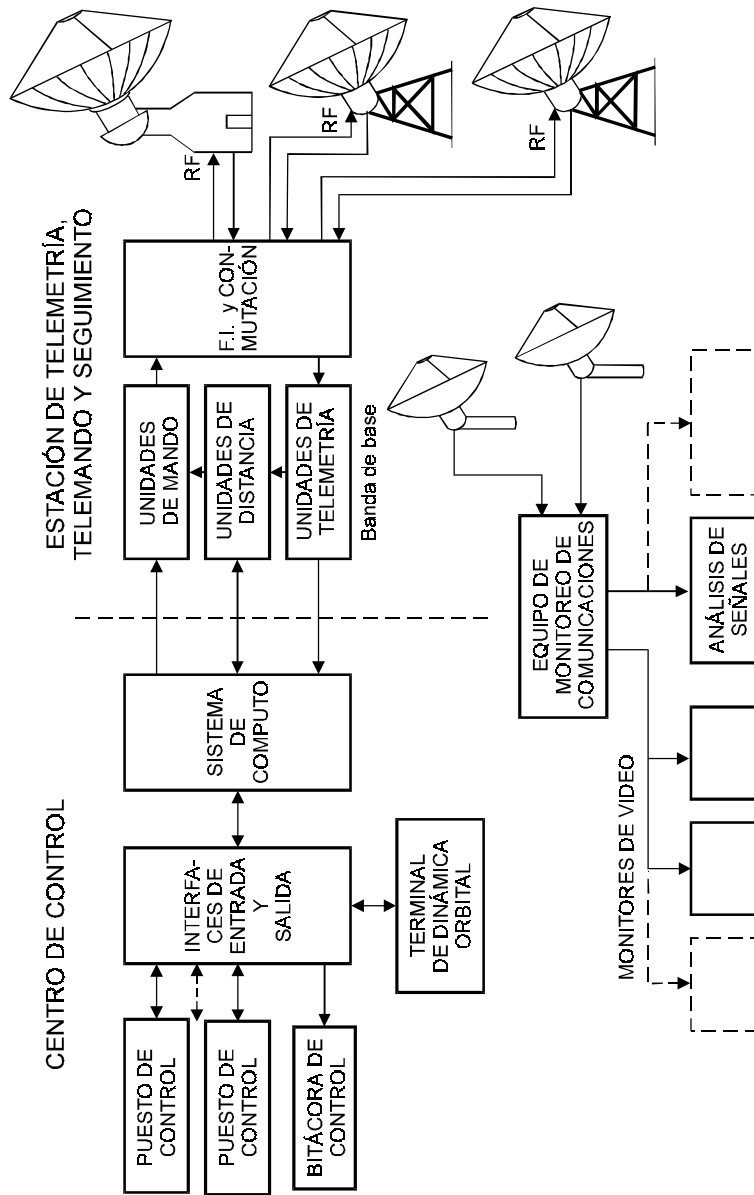 CENTRO DE CONTROL
ESTACIÓN DE TELEMETRÍA,
TELEMANDO Y SEGUIMIENTO
PUESTO DE
CONTROL
PUESTO DE
CONTROL
BITÁCORA DE
CONTROL
INTERFA-
CES DE
ENTRADA
Y
SALIDA
TERMINAL
DE DINÁMICA
ORBITAL
SISTEMA
DE
COMPUTO
UNIDADES
DE MANDO
UNIDADES DE
DISTANCIA
UNIDADES DE
TELEMETRÍA
Banda de base
F.I. y CON-
MUTACIÓN
RF
RF
RF
EQUIPO DE
MONITOREO DE
COMUNICACIONES
MONITORES DE VIDEO
ANÁLISIS DE
SEÑALES